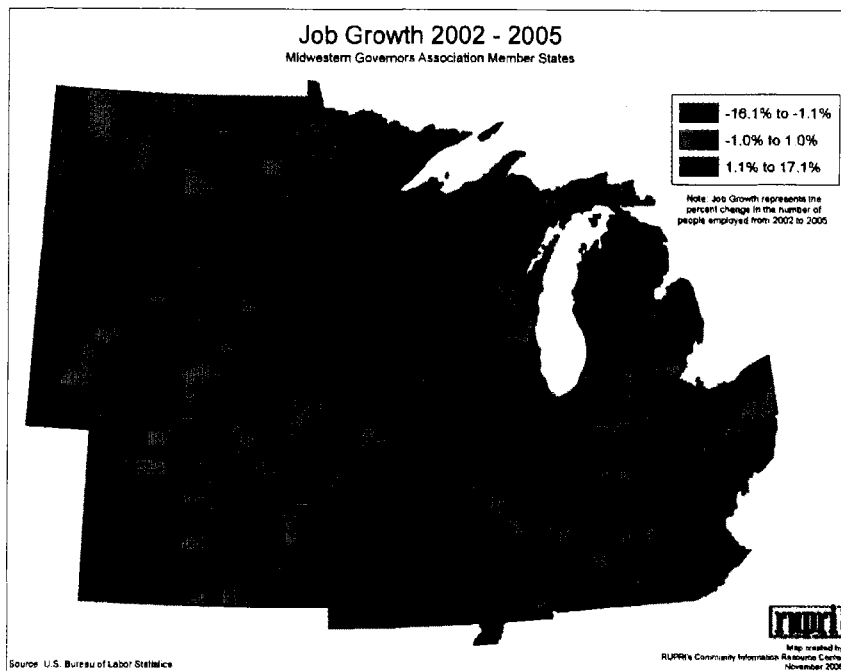 Job Growth 2002 - 2005
Midwestern Governors Association Member States
-16.1% to -1.1%
-1.0% to 1.0%
1.1% to 17.1%
Note: Job Growth represents the
percent change in the number of
people employed from 2002 to 2005
rupri
Map created by
RUPRI's Community Information Resource Center
November 2006
Source: U.S. Bureau of Labor Statistics